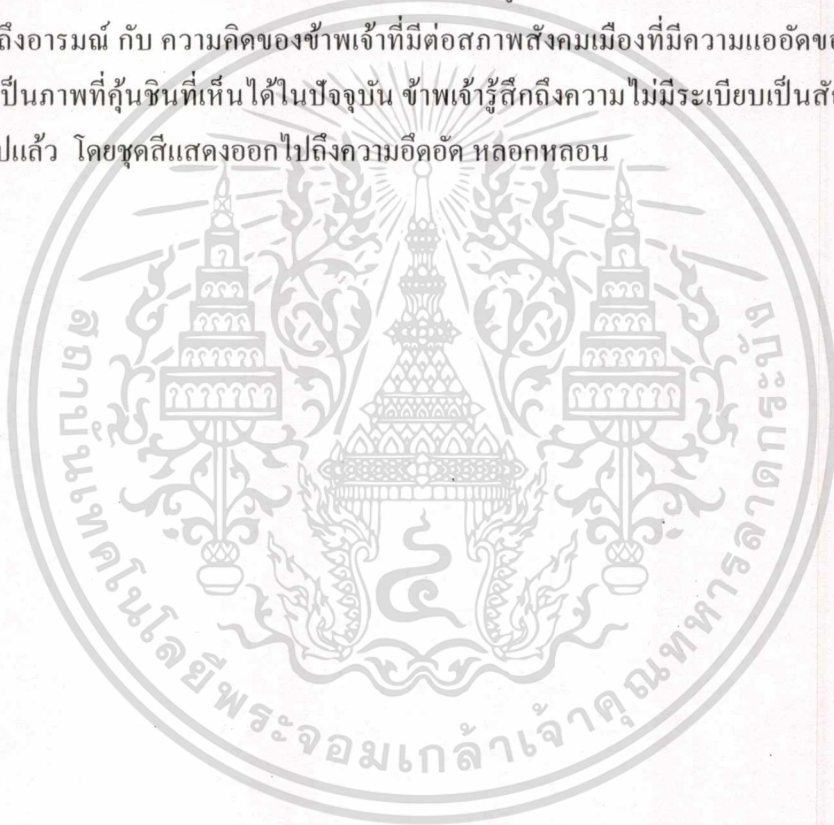 ถึงอารมณ์ กับ ความคิดของข้าพเจ้าที่มีต่อสภาพสังคมเมืองที่มีความแออัดขอ
เป็นภาพที่คุ้นชินที่เห็นได้ในปัจจุบัน ข้าพเจ้ารู้สึกถึงความไม่มีระเบียบเป็นสั
ปแล้ว โดยชุดสีแสดงออกไปถึงความอึดอัด หลอกหลอน
สถาบันเทคโนโลยีพระจอมเกล้าเจ้าคุณทหารลาดกระบัง